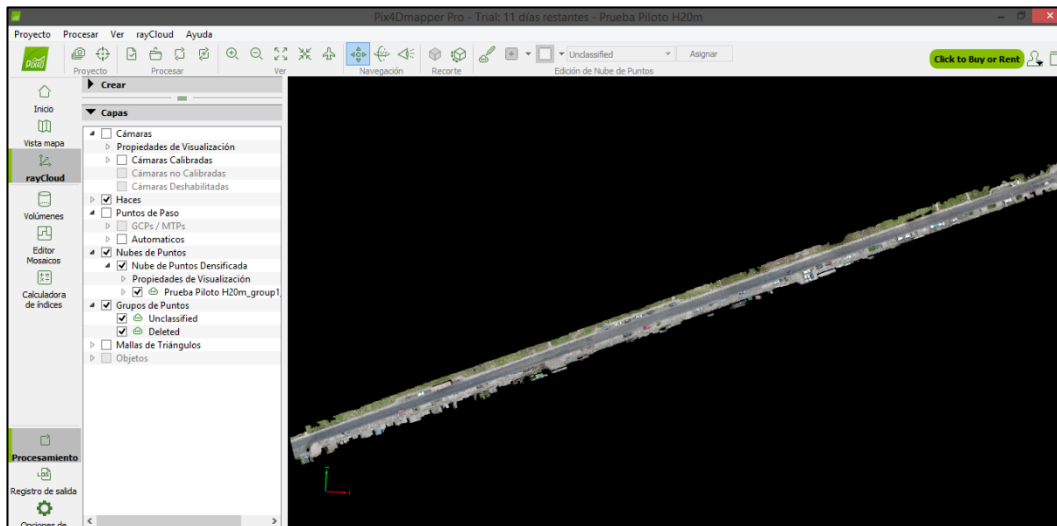 Pix4Dmapper Pro - Trial: 11 días restantes - Prueba Piloto H20m
Proyecto Procesar Ver rayCloud Ayuda
Pix4D
Unclassified
Asignar
Click to Buy or Rent
Proyecto
Procesar
Ver
Navegación
Recorte
Edición de Nube de Puntos
Inicio
Vista mapa
rayCloud
Volúmenes
Editor
Mosaicos
Calculadora
de índices
Procesamiento
Registro de salida
Opciones de
Crear
Capas
Cámaras
Propiedades de Visualización
Cámaras Calibradas
Cámaras no Calibradas
Cámaras Deshabilitadas
Haces
Puntos de Paso
GCPs / MTPs
Automaticos
Nubes de Puntos
Nube de Puntos Densificada
Propiedades de Visualización
Prueba Piloto H20m_group1_
Grupos de Puntos
Unclassified
Deleted
Mallas de Triángulos
Objetos